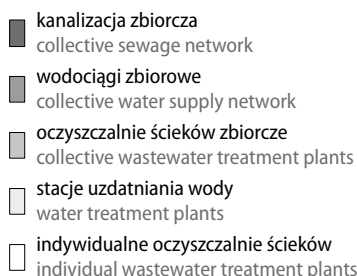 kanalizacja zbiorcza
collective sewage network
wodociągi zbiorowe
collective water supply network
oczyszczalnie ścieków zbiorcze
collective wastewater treatment plants
stacje uzdatniania wody
water treatment plants
indywidualne oczyszczalnie ścieków
individual wastewater treatment plants